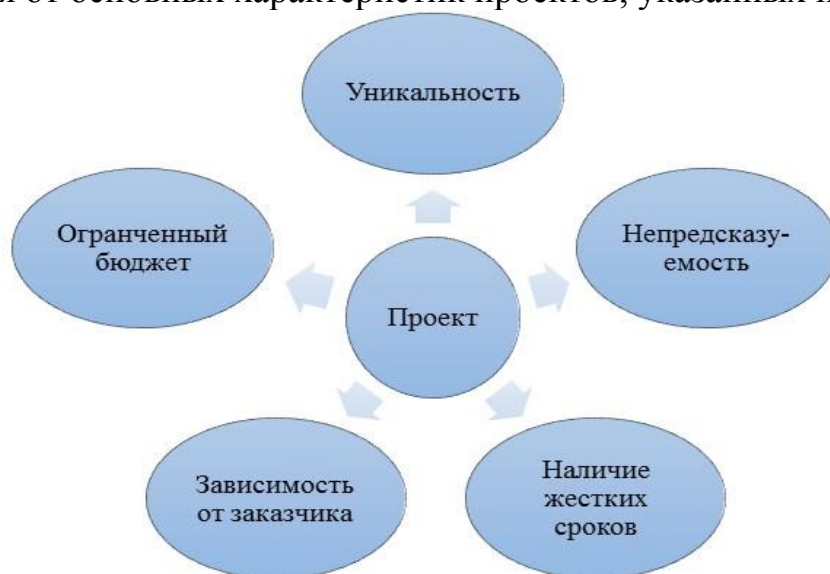 от основных характеристик проектов, указанных
Уникальность
Огранченный
бюджет
Непредсказу-
емость
Проект
Зависимость
от заказчика
Наличие
жестких
сроков